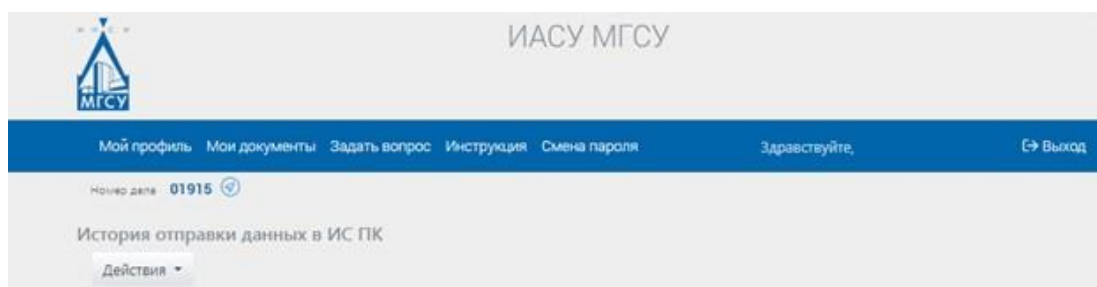 ИАСУ МГСУ
МГСУ
Мой профиль Мои документы Задать вопрос Инструкция Смена пароля Здравствуйте, Выход
Номер дела 01915
История отправки данных в ИС ПК
Действия